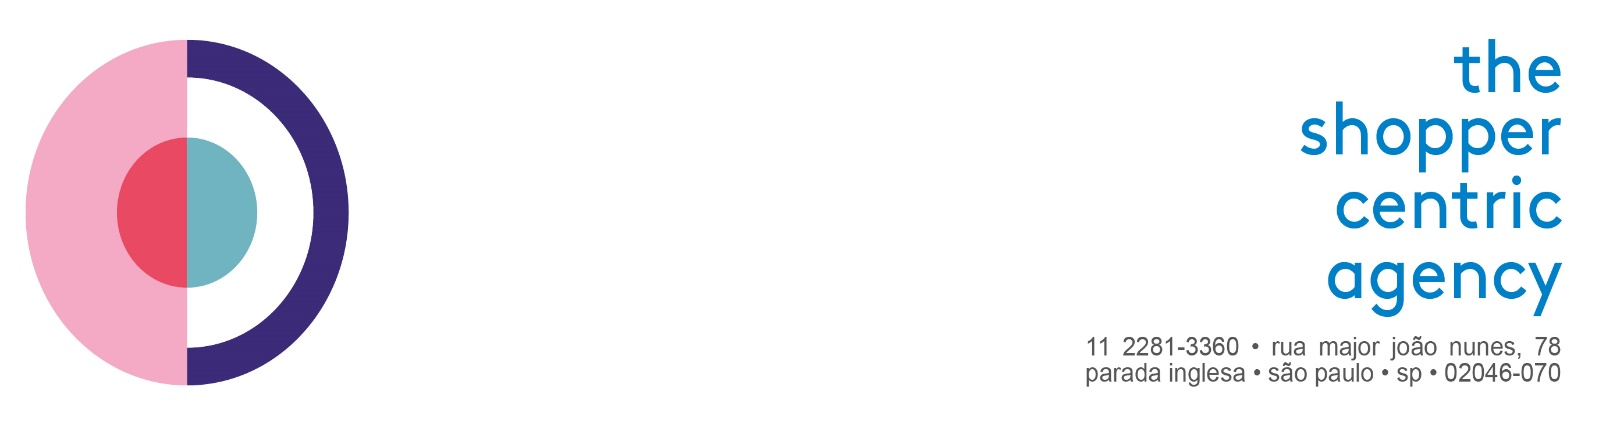 the
shopper
centric
agency
11 2281-3360 • rua major joão nunes, 78
parada inglesa • são paulo • sp • 02046-070